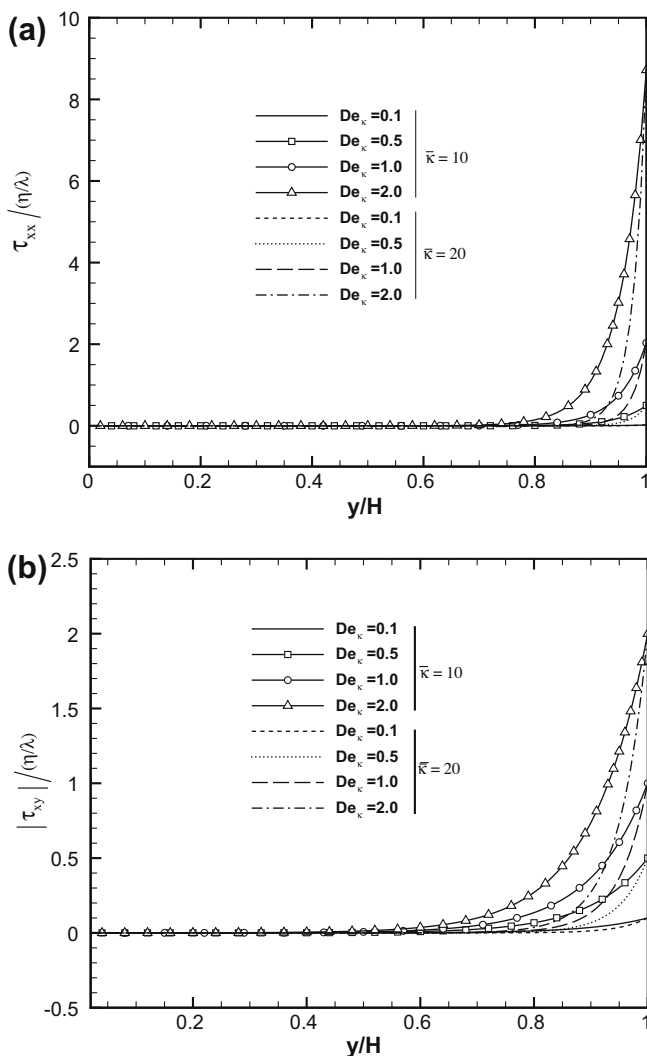 (a)
10
8
6
4
2
0
τxx/(η/λ)
Deκ=0.1
Deκ=0.5
Deκ=1.0
Deκ=2.0
κ̅ = 10
Deκ=0.1
Deκ=0.5
Deκ=1.0
Deκ=2.0
κ̅ = 20
0 0.2 0.4 0.6 0.8 1
y/H
(b)
2.5
2
1.5
1
0.5
0
-0.5
|τxy|/(η/λ)
Deκ=0.1
Deκ=0.5
Deκ=1.0
Deκ=2.0
κ̅ = 10
Deκ=0.1
Deκ=0.5
Deκ=1.0
Deκ=2.0
κ̅ = 20
0.2 0.4 0.6 0.8 1
y/H